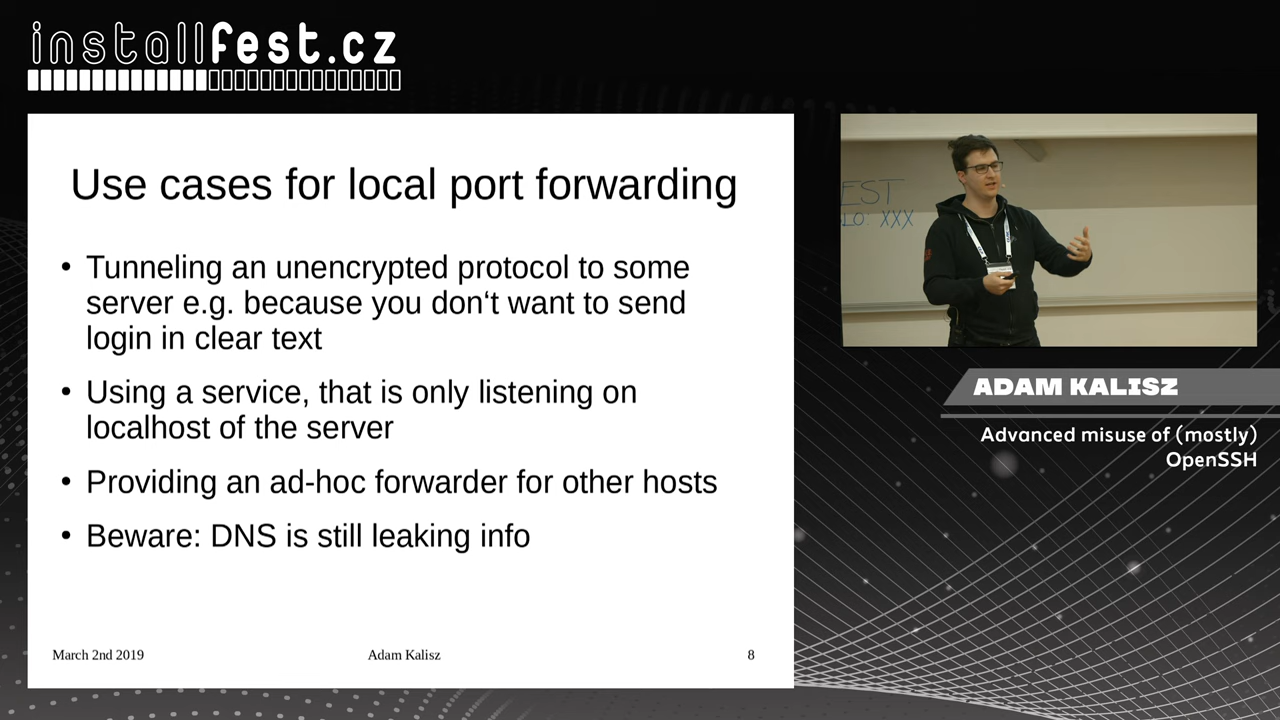 installfest.cz
Use cases for local port forwarding
• Tunneling an unencrypted protocol to some
server e.g. because you don‘t want to send
login in clear text
• Using a service, that is only listening on
localhost of the server
• Providing an ad-hoc forwarder for other hosts
• Beware: DNS is still leaking info
March 2nd 2019
Adam Kalisz
8
EST
LO: XXX
ADAM KALISZ
Advanced misuse of (mostly)
OpenSSH